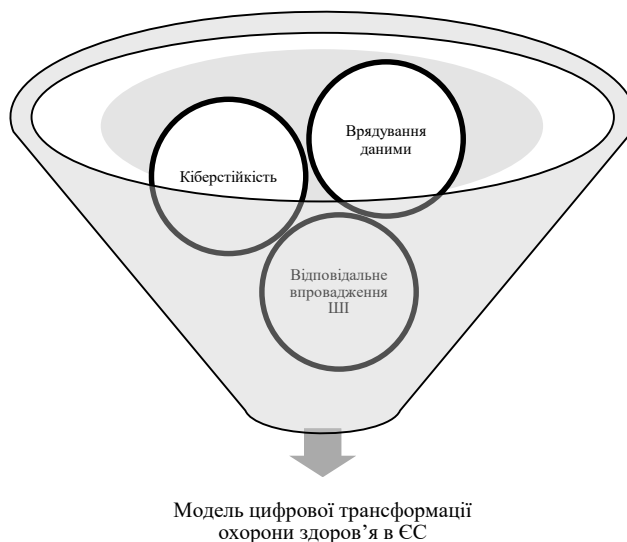 Врядування
даними
Кіберстійкість
Відповідальне
впровадження
ШІ
Модель цифрової трансформації
охорони здоров’я в ЄС